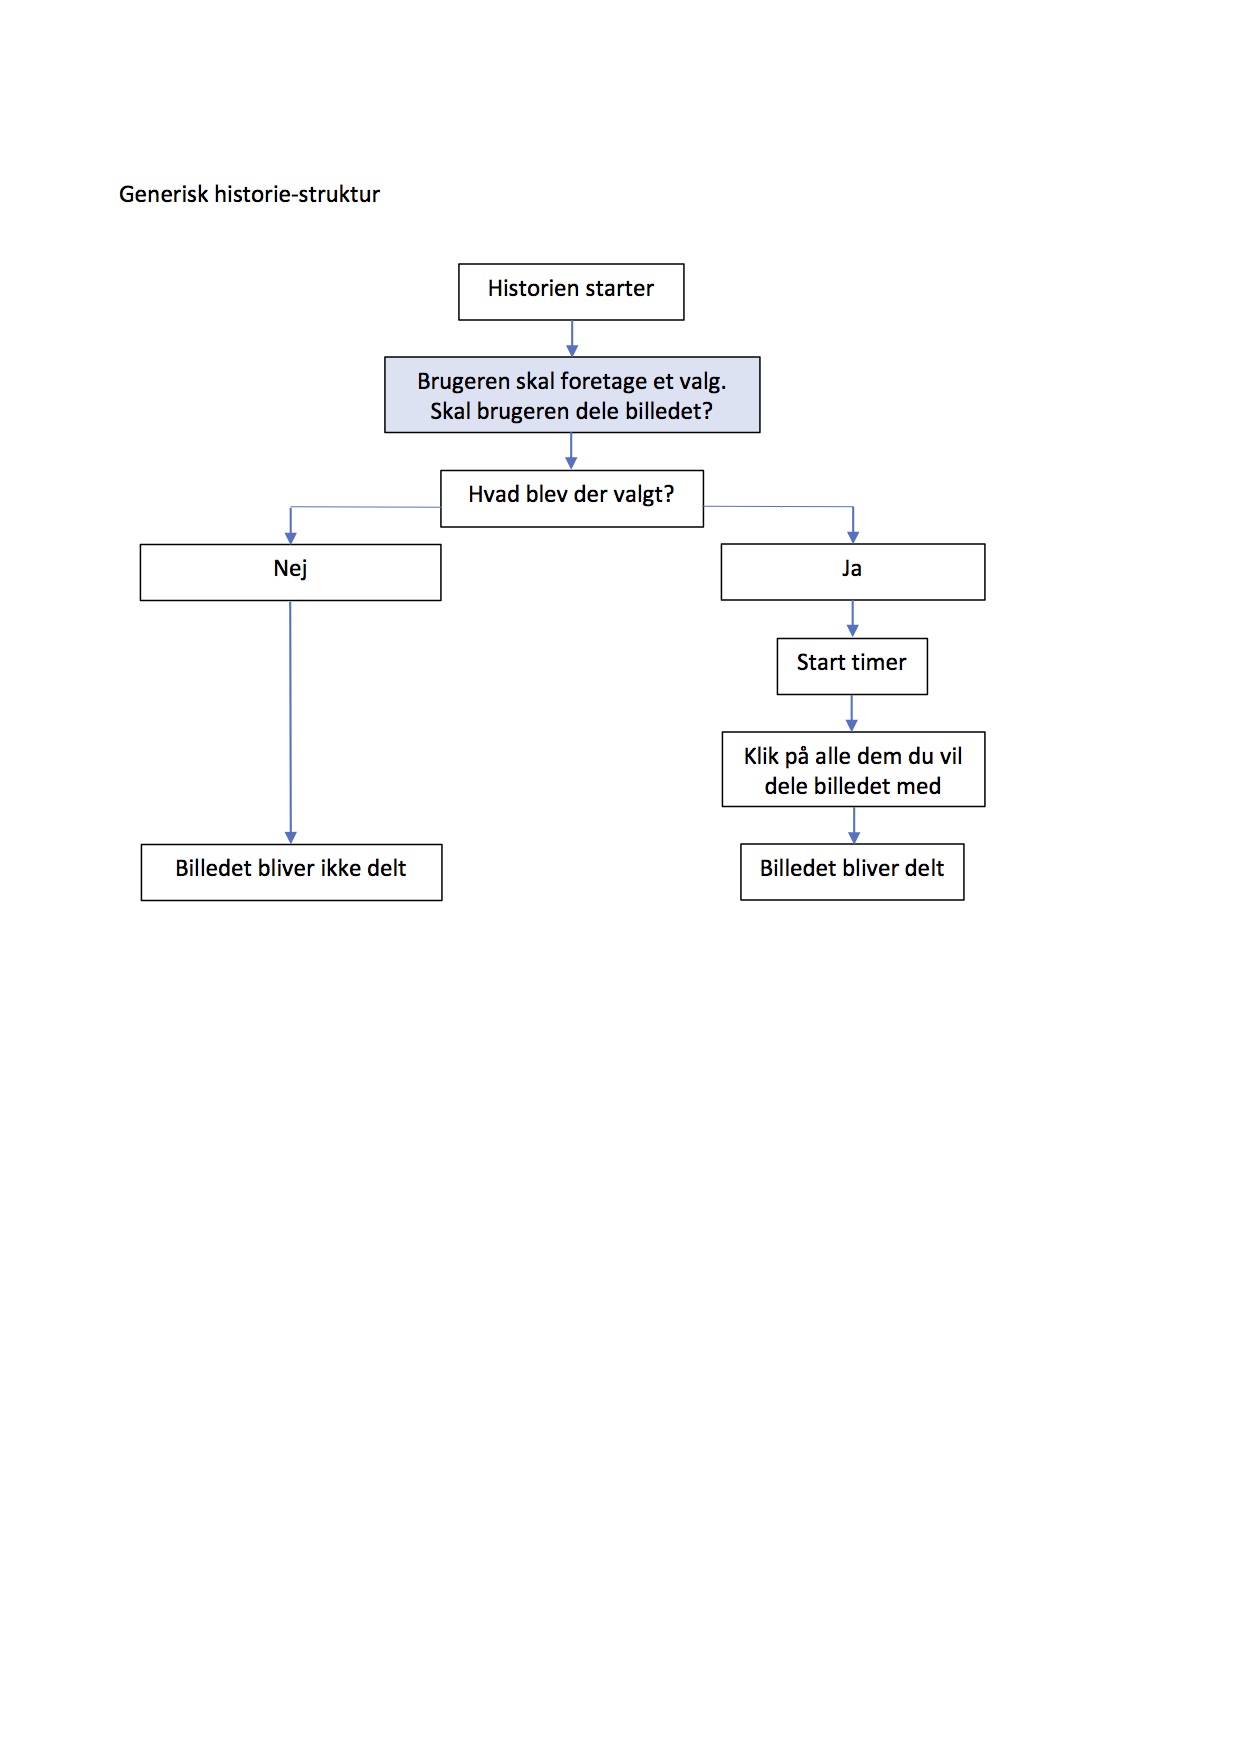 Generisk historie-struktur
Historien starter
Brugeren skal foretage et valg.
Skal brugeren dele billedet?
Hvad blev der valgt?
Nej
Ja
Start timer
Klik på alle dem du vil
dele billedet med
Billedet bliver ikke delt
Billedet bliver delt